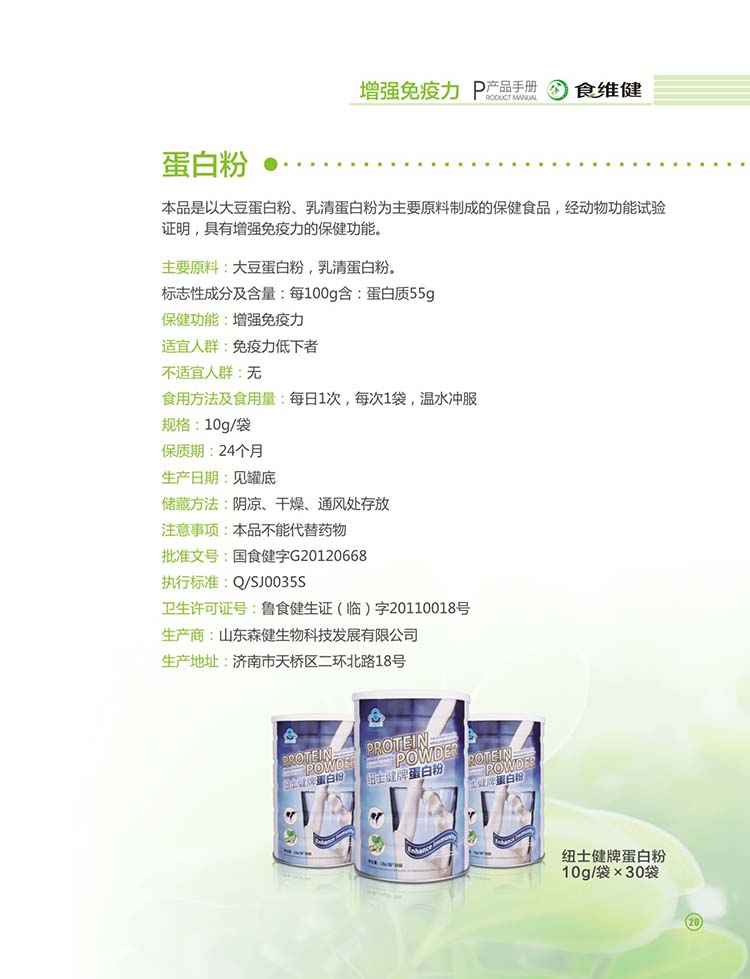 增强免疫力 P产品手册 RODUCT MANUAL 食维健
蛋白粉
本品是以大豆蛋白粉、乳清蛋白粉为主要原料制成的保健食品，经动物功能试验
证明，具有增强免疫力的保健功能。
主要原料：大豆蛋白粉，乳清蛋白粉。
标志性成分及含量：每100g含：蛋白质55g
保健功能：增强免疫力
适宜人群：免疫力低下者
不适宜人群：无
食用方法及食用量：每日1次，每次1袋，温水冲服
规格：10g/袋
保质期：24个月
生产日期：见罐底
储藏方法：阴凉、干燥、通风处存放
注意事项：本品不能代替药物
批准文号：国食健字G20120668
执行标准：Q/SJ0035S
卫生许可证号：鲁食健生证（临）字20110018号
生产商：山东森健生物科技发展有限公司
生产地址：济南市天桥区二环北路18号
PROTEIN
POWDER
纽士健牌蛋白粉
Enhance
纽士健牌蛋白粉
10g/袋×30袋
20